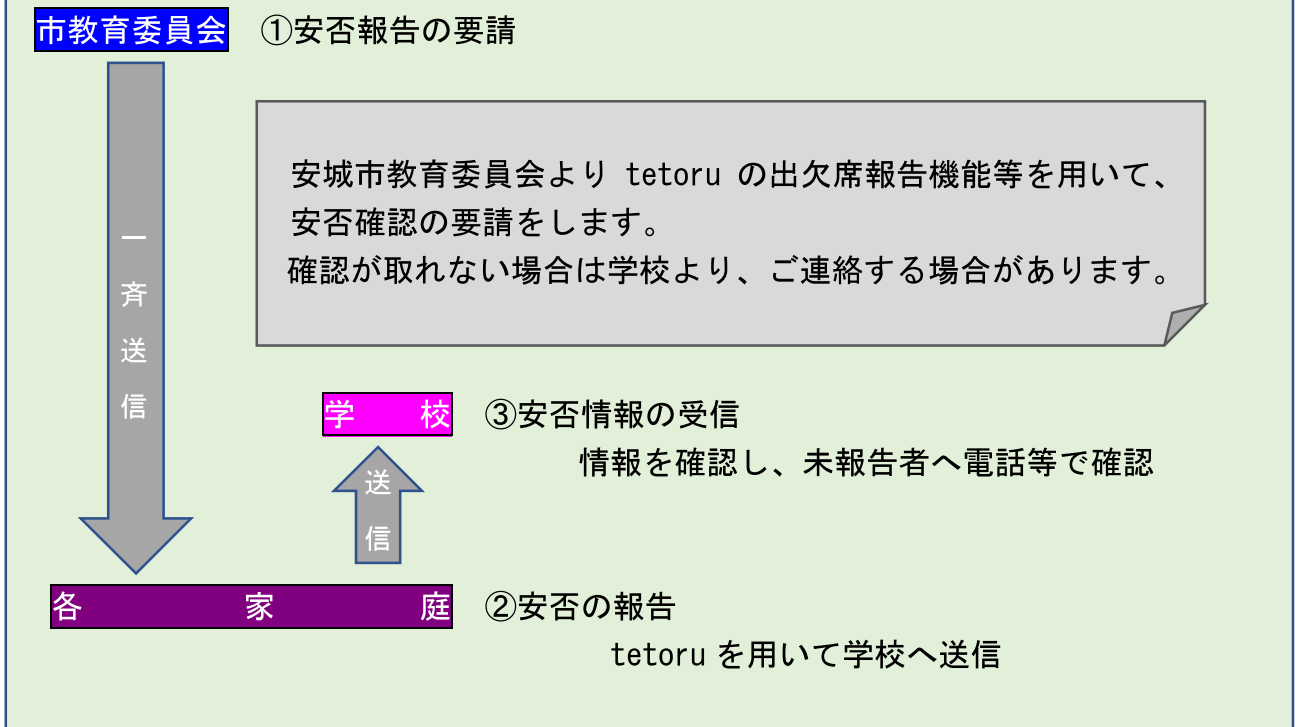 市教育委員会 ①安否報告の要請
安城市教育委員会より tetoru の出欠席報告機能等を用いて、
安否確認の要請をします。
確認が取れない場合は学校より、ご連絡する場合があります。
一斉送信
学 校 ③安否情報の受信
情報を確認し、未報告者へ電話等で確認
送信
各 家 庭 ②安否の報告
tetoru を用いて学校へ送信